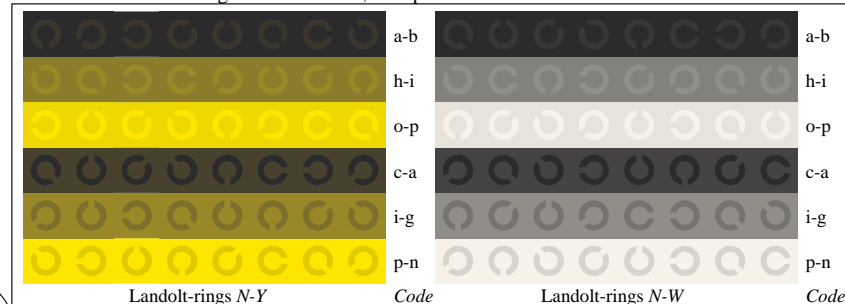 a-b a-b
h-i h-i
o-p o-p
c-a c-a
i-g i-g
p-n p-n
Landolt-rings N-Y Code Landolt-rings N-W Code